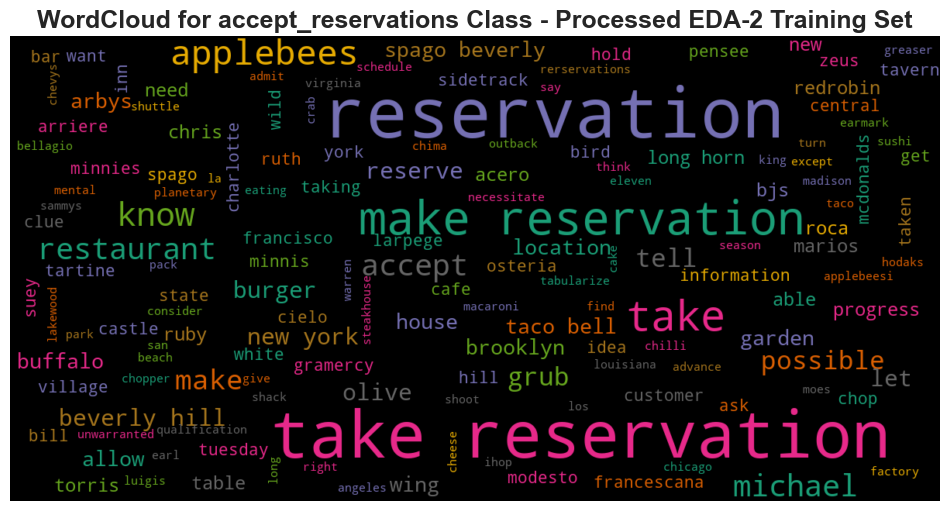 WordCloud for accept_reservations Class - Processed EDA-2 Training Set
bar want applebees spago beverly hold pensee new greaser
chevys inn admit schedule rerservations zeus tavern
need virginia sidetrack say redrobin
arbys shuttle wild crab reservation central
arriere chris earmark
bellagio charlotte chima outback turn sushi
minnies ruth york bird long horn king except get
spago la reserve acero think mcdonalds
mental planetary eating taking necessitate eleven bjs madison
sammys know make reservation taco taken
clue roca
restaurant francisco larpege location tell season marios
tartine pack minnis accept osteria cake information hodaks
suey state warren cafe tabularize applebeesi
lakewood consider burger macaroni find able
castle cielo steakhouse house take progress
park ruby new york taco bell chilli garden
san white brooklyn idea
buffalo beach gramercy louisiana advance possible
village chopper make give hill grub let
shack olive shoot customer moes chop
beverly hill los ask
bill unwarranted qualification take reservation
allow earl tuesday cheese
long right ihop chicago factory
torris luigis table angeles wing modesto francescana michael